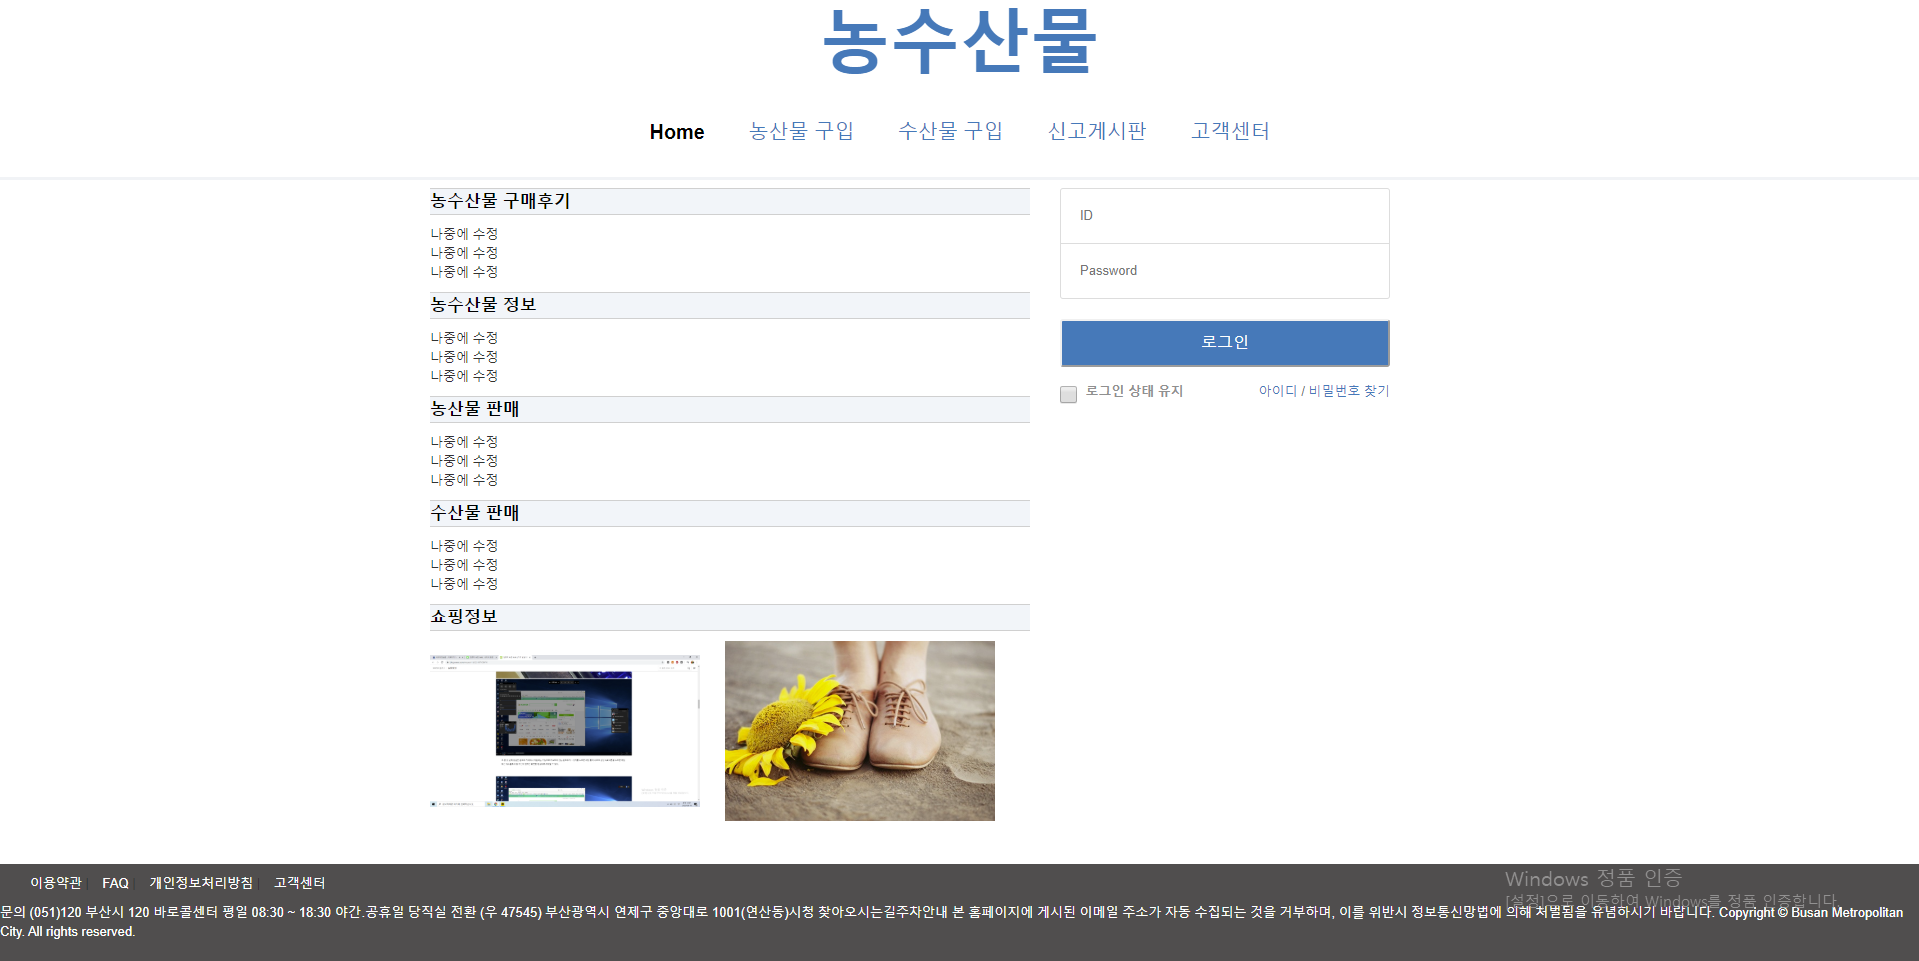 농수산물
Home 농산물 구입 수산물 구입 신고게시판 고객센터
농수산물 구매후기
나중에 수정
나중에 수정
나중에 수정
농수산물 정보
나중에 수정
나중에 수정
나중에 수정
농산물 판매
나중에 수정
나중에 수정
나중에 수정
수산물 판매
나중에 수정
나중에 수정
나중에 수정
쇼핑정보
ID
Password
로그인
로그인 상태 유지 아이디 / 비밀번호 찾기
이용약관 | FAQ | 개인정보처리방침 | 고객센터
Windows 정품 인증
[설정]으로 이동하여 Windows를 정품 인증합니다.
문의 (051)120 부산시 120 바로콜센터 평일 08:30 ~ 18:30 야간.공휴일 당직실 전환 (우 47545) 부산광역시 연제구 중앙대로 1001(연산동)시청 찾아오시는길주차안내 본 홈페이지에 게시된 이메일 주소가 자동 수집되는 것을 거부하며, 이를 위반시 정보통신망법에 의해 처벌됨을 유념하시기 바랍니다. Copyright © Busan Metropolitan
City. All rights reserved.